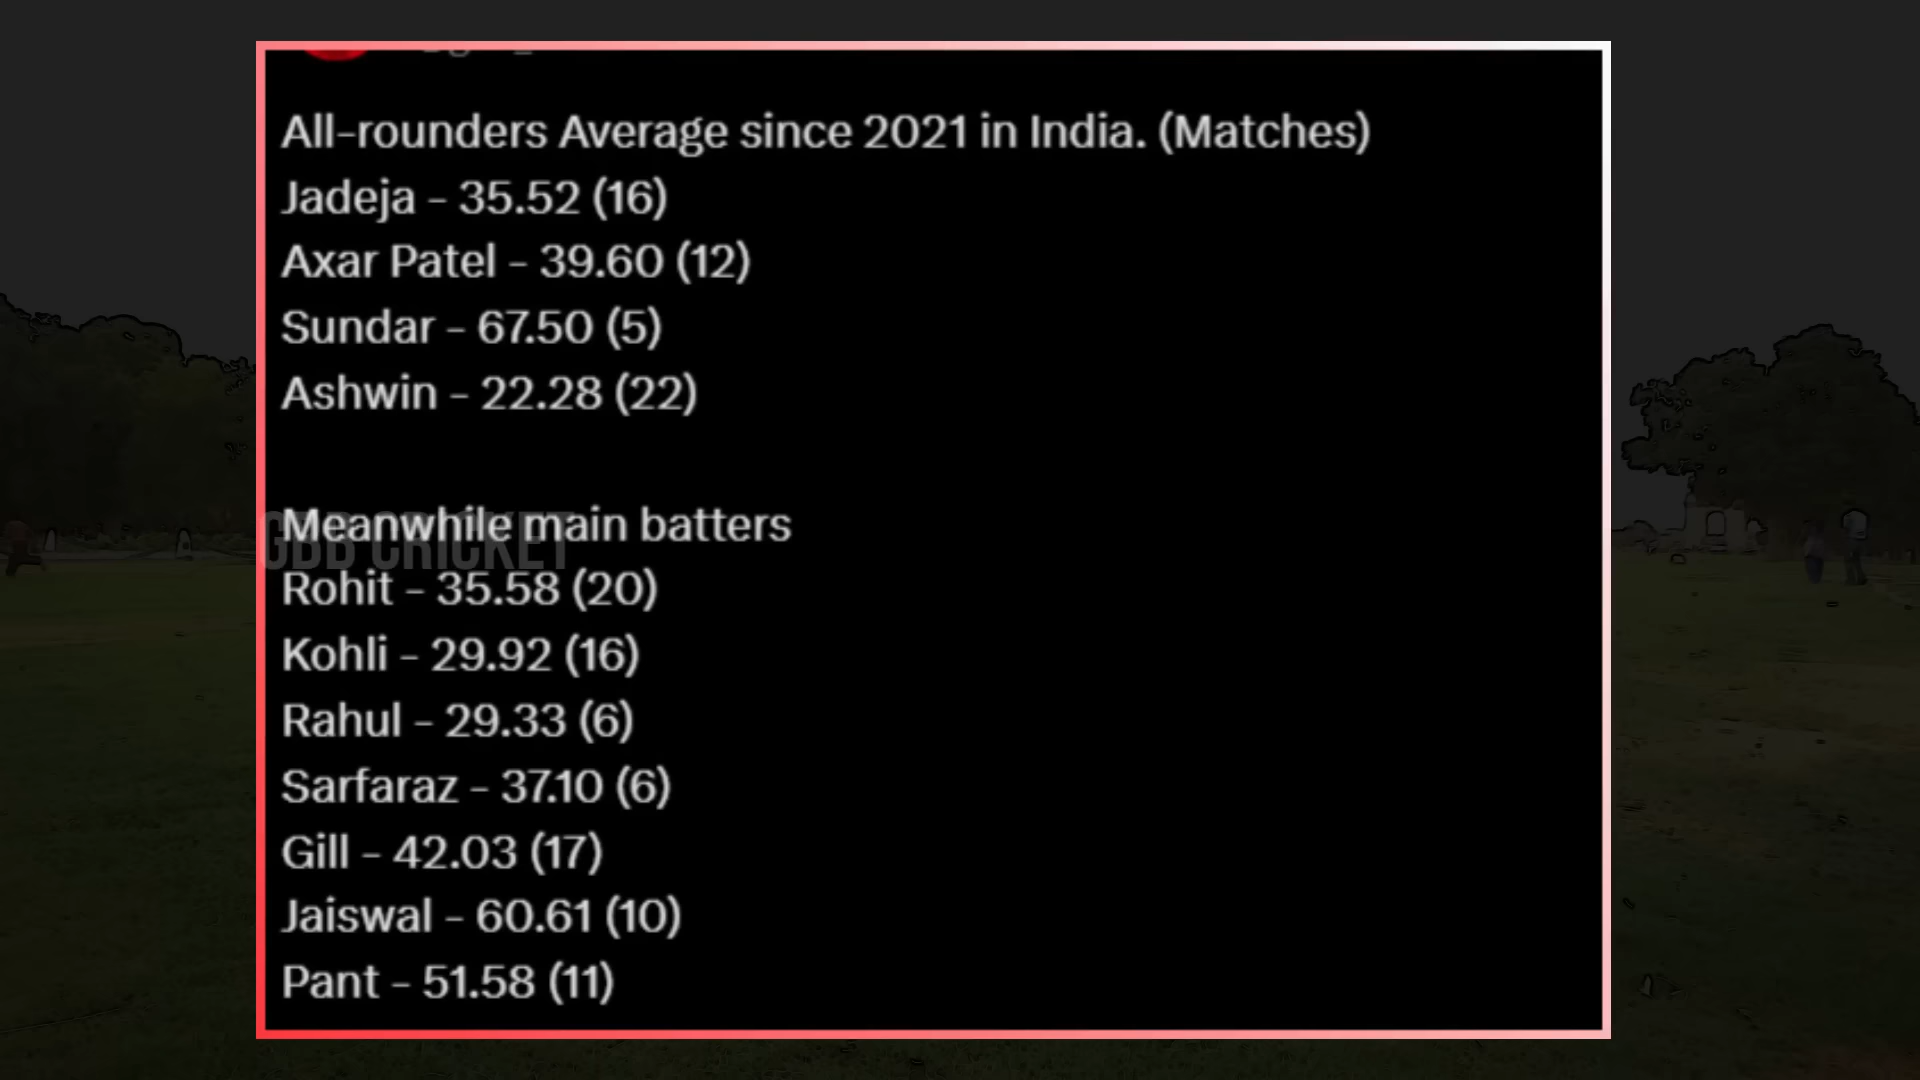 All-rounders Average since 2021 in India. (Matches)
Jadeja - 35.52 (16)
Axar Patel - 39.60 (12)
Sundar - 67.50 (5)
Ashwin - 22.28 (22)
Meanwhile main batters
GBB CRICKET
Rohit - 35.58 (20)
Kohli - 29.92 (16)
Rahul - 29.33 (6)
Sarfaraz - 37.10 (6)
Gill - 42.03 (17)
Jaiswal - 60.61 (10)
Pant - 51.58 (11)